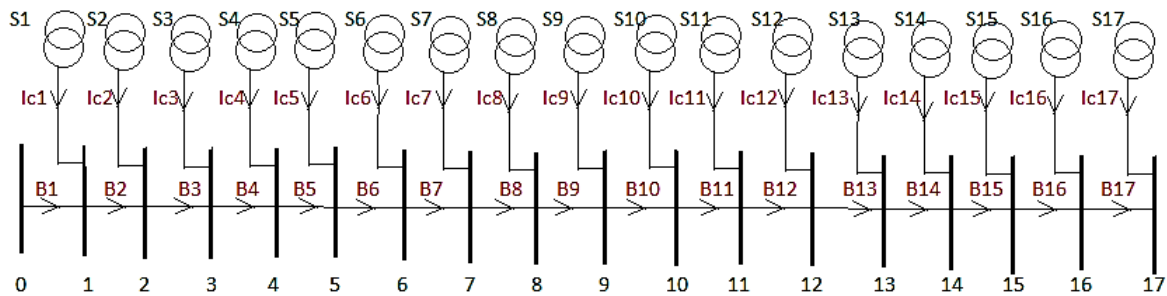 S1 S2 S3 S4 S5 S6 S7 S8 S9 S10 S11 S12 S13 S14 S15 S16 S17
Ic1 Ic2 Ic3 Ic4 Ic5 Ic6 Ic7 Ic8 Ic9 Ic10 Ic11 Ic12 Ic13 Ic14 Ic15 Ic16 Ic17
B1 B2 B3 B4 B5 B6 B7 B8 B9 B10 B11 B12 B13 B14 B15 B16 B17
0 1 2 3 4 5 6 7 8 9 10 11 12 13 14 15 16 17